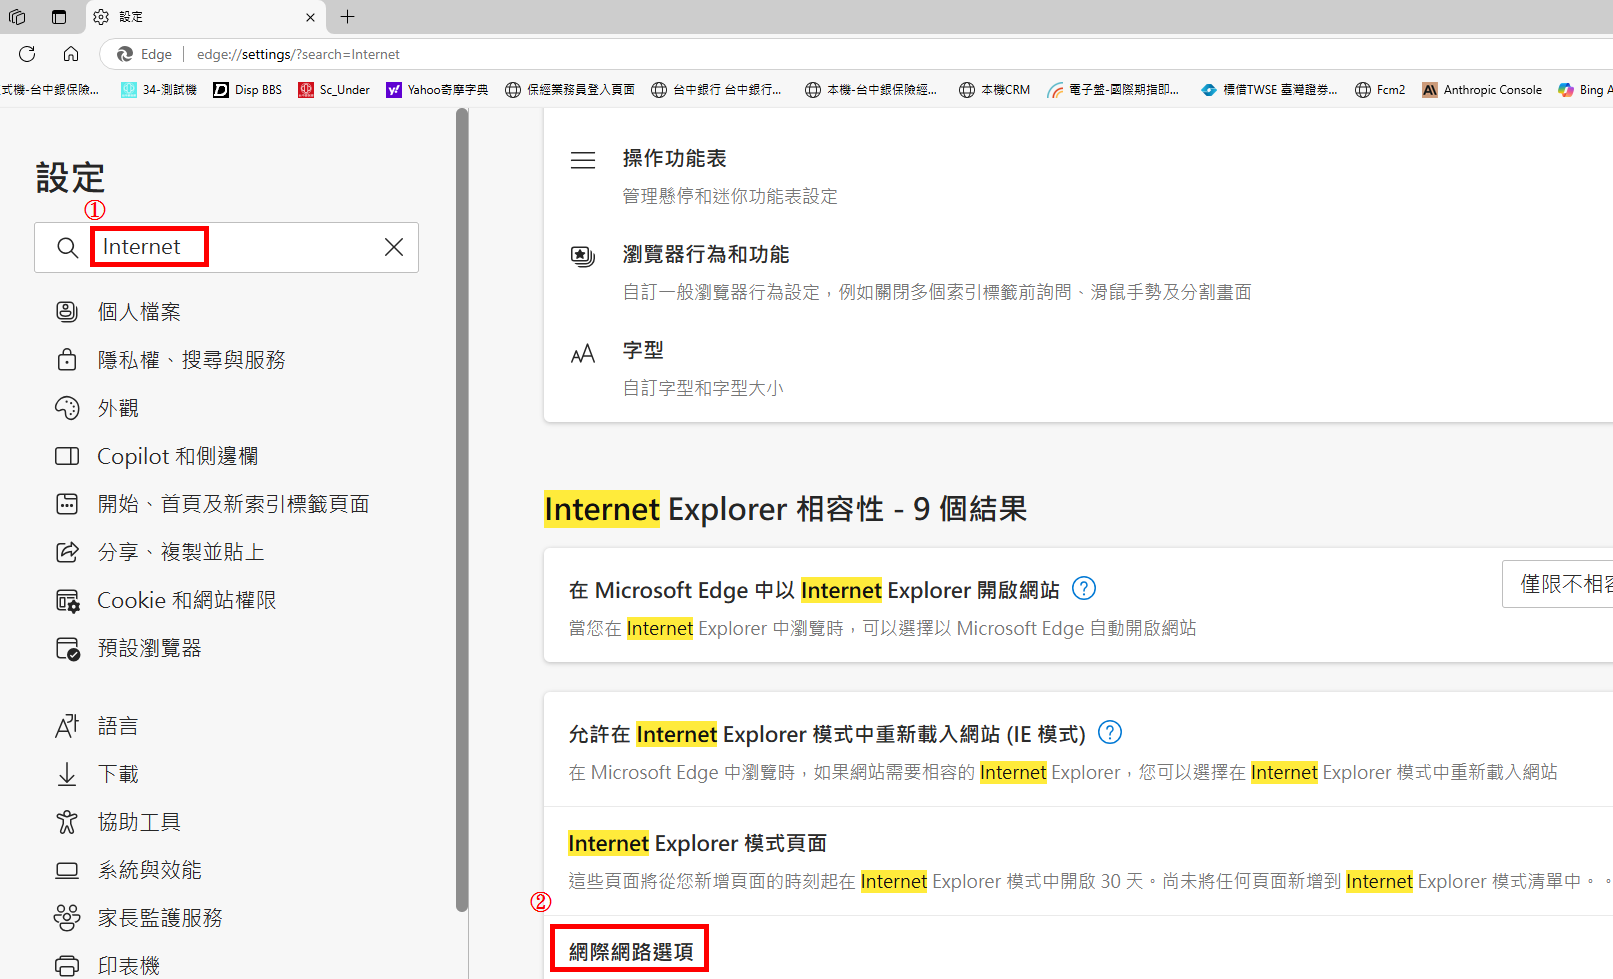 設定
Edge
edge://settings/?search=Internet
式機-台中銀保險...
34-測試機
Disp BBS
Sc_Under
Yahoo奇摩字典
保經業務員登入頁面
台中銀行 台中銀行...
本機-台中銀保險經...
本機CRM
電子盤-國際期指即...
標借TWSE 臺灣證券...
Fcm2
Anthropic Console
Bing A
設定
①
Internet
個人檔案
隱私權、搜尋與服務
外觀
Copilot 和側邊欄
開始、首頁及新索引標籤頁面
分享、複製並貼上
Cookie 和網站權限
預設瀏覽器
語言
下載
協助工具
系統與效能
家長監護服務
印表機
操作功能表
管理懸停和迷你功能表設定
瀏覽器行為和功能
自訂一般瀏覽器行為設定，例如關閉多個索引標籤前詢問、滑鼠手勢及分割畫面
字型
自訂字型和字型大小
Internet Explorer 相容性 - 9 個結果
在 Microsoft Edge 中以 Internet Explorer 開啟網站
僅限不相容
當您在 Internet Explorer 中瀏覽時，可以選擇以 Microsoft Edge 自動開啟網站
允許在 Internet Explorer 模式中重新載入網站 (IE 模式)
在 Microsoft Edge 中瀏覽時，如果網站需要相容的 Internet Explorer，您可以選擇在 Internet Explorer 模式中重新載入網站
Internet Explorer 模式頁面
這些頁面將從您新增頁面的時刻起在 Internet Explorer 模式中開啟 30 天。尚未將任何頁面新增到 Internet Explorer 模式清單中。。
②
網際網路選項